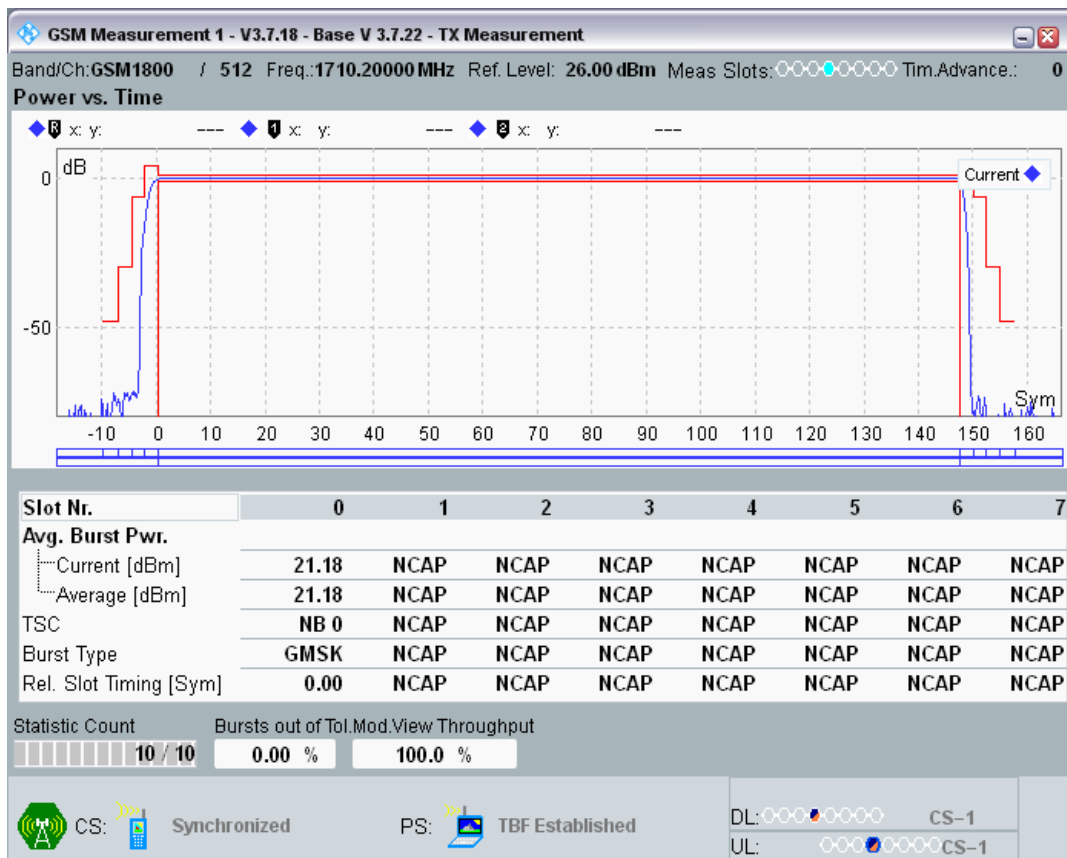 GSM Measurement 1 - V3.7.18 - Base V 3.7.22 - TX Measurement
Band/Ch:GSM1800 / 512 Freq.:1710.20000 MHz Ref. Level: 26.00 dBm Meas Slots: Tim.Advance.: 0
Power vs. Time
R x: y: --- 1 x: y: --- 2 x: y: ---
dB
Current
0
-50
Sym
-10 0 10 20 30 40 50 60 70 80 90 100 110 120 130 140 150 160
Slot Nr. 0 1 2 3 4 5 6 7
Avg. Burst Pwr.
Current [dBm] 21.18 NCAP NCAP NCAP NCAP NCAP NCAP NCAP
Average [dBm] 21.18 NCAP NCAP NCAP NCAP NCAP NCAP NCAP
TSC NB 0 NCAP NCAP NCAP NCAP NCAP NCAP NCAP
Burst Type GMSK NCAP NCAP NCAP NCAP NCAP NCAP NCAP
Rel. Slot Timing [Sym] 0.00 NCAP NCAP NCAP NCAP NCAP NCAP NCAP
Statistic Count Bursts out of Tol.Mod.View Throughput
10 / 10 0.00 % 100.0 %
CS: Synchronized PS: TBF Established
DL: CS-1
UL: CS-1